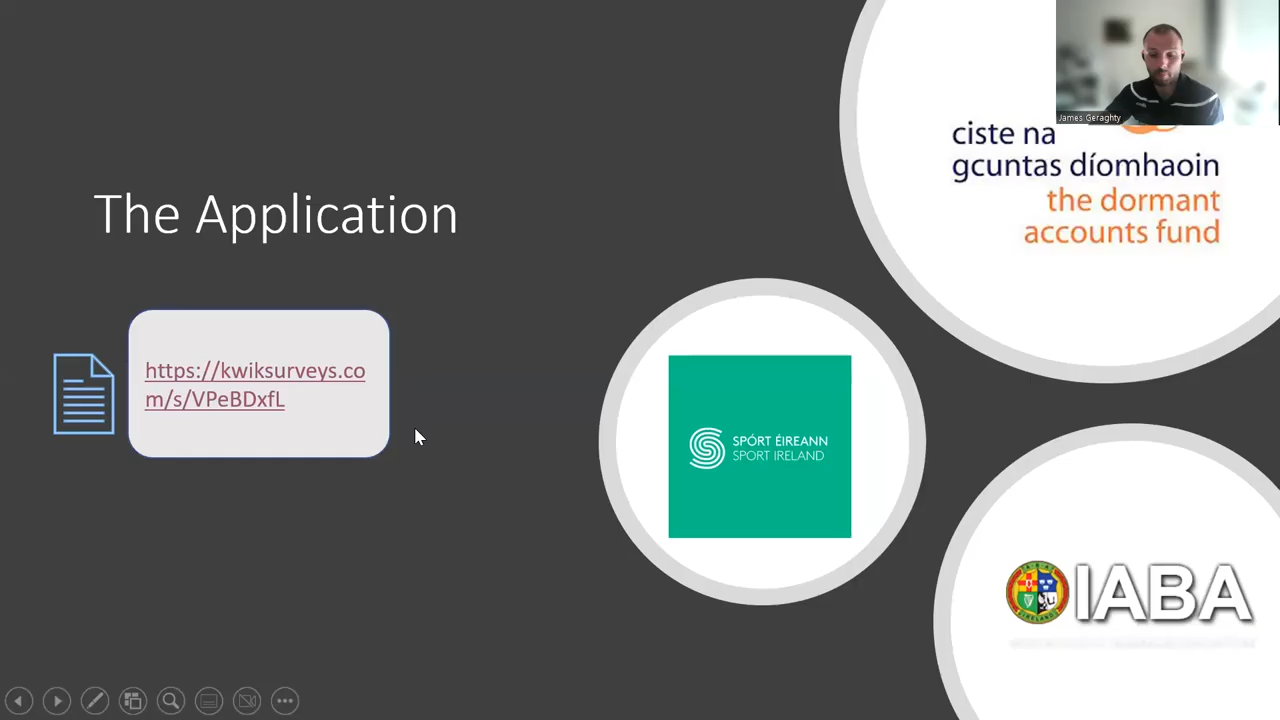 James Geraghty
ciste na
gcuntas díomhaoin
the dormant
accounts fund
The Application
https://kwiksurveys.co
m/s/VPeBDxfL
SPÓRT ÉIREANN
SPORT IRELAND
IABA